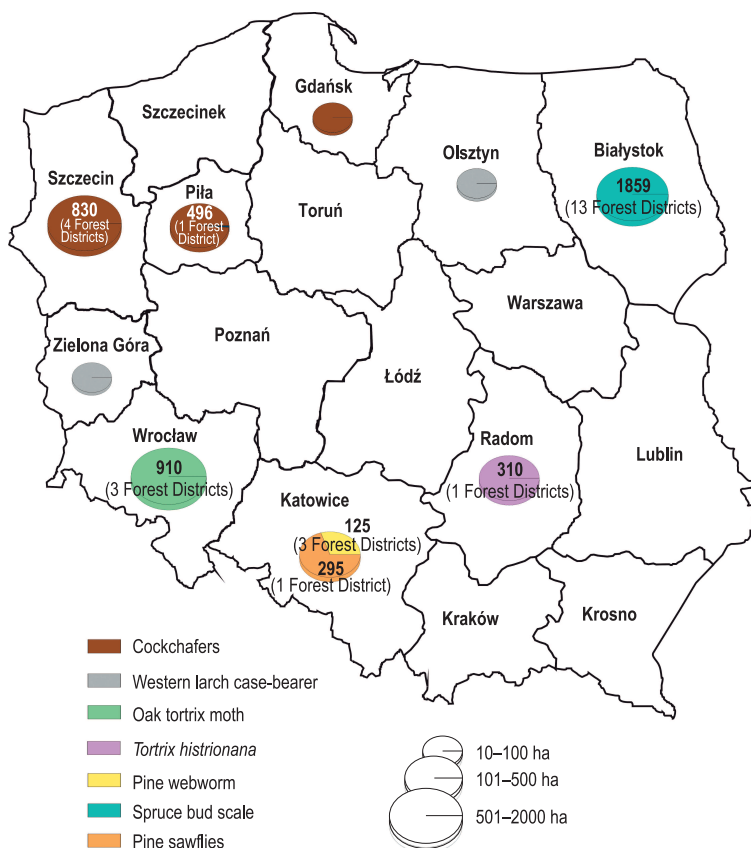 Gdańsk
Szczecinek
Olsztyn
Białystok
1859
(13 Forest Districts)
Szczecin
830
(4 Forest
Districts)
Piła
496
(1 Forest
District)
Toruń
Warszawa
Zielona Góra
Poznań
Łódź
Wrocław
910
(3 Forest Districts)
Radom
310
(1 Forest Districts)
Lublin
Katowice
125
(3 Forest Districts)
295
(1 Forest District)
Kraków
Krosno
Cockchafers
Western larch case-bearer
Oak tortrix moth
Tortrix histrionana
Pine webworm
Spruce bud scale
Pine sawflies
10–100 ha
101–500 ha
501–2000 ha